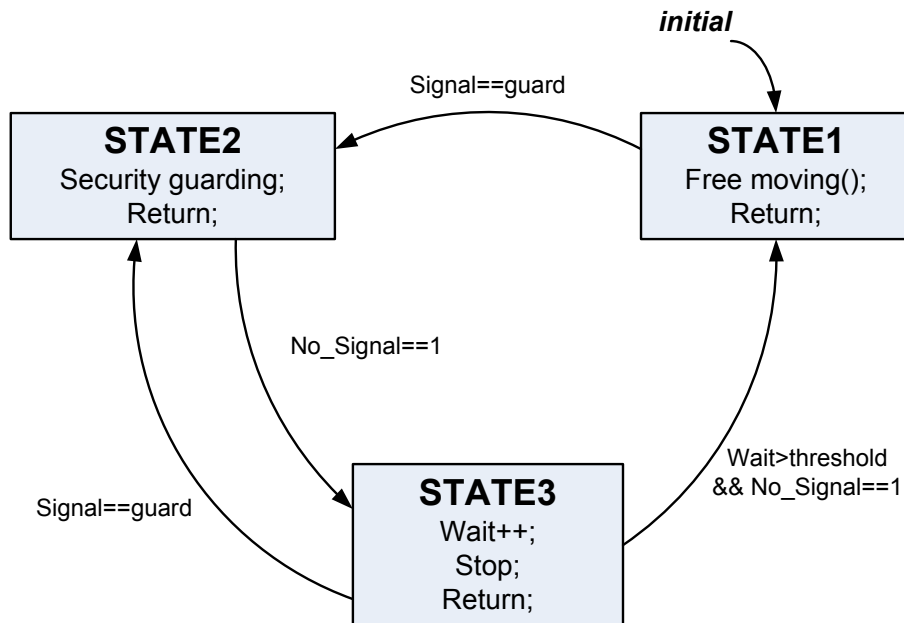 initial
Signal==guard
STATE2
Security guarding;
Return;
STATE1
Free moving();
Return;
No_Signal==1
Wait>threshold
&& No_Signal==1
Signal==guard
STATE3
Wait++;
Stop;
Return;